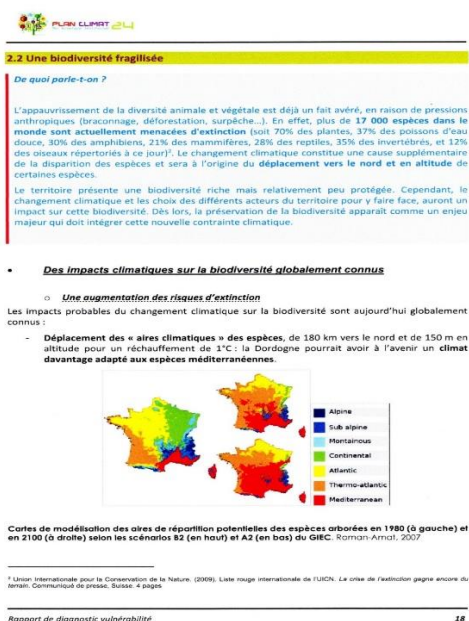 PLAN CLIMAT 24
2.2 Une biodiversité fragilisée
De quoi parle-t-on ?
L'appauvrissement de la diversité animale et végétale est déjà un fait avéré, en raison de pressions
anthropiques (braconnage, déforestation, surpêche...). En effet, plus de 17 000 espèces dans le
monde sont actuellement menacées d'extinction (soit 70% des plantes, 37% des poissons d'eau
douce, 30% des amphibiens, 21% des mammifères, 28% des reptiles, 35% des invertébrés, et 12%
des oiseaux répertoriés à ce jour)². Le changement climatique constitue une cause supplémentaire
de la disparition des espèces et sera à l'origine du déplacement vers le nord et en altitude de
certaines espèces.
Le territoire présente une biodiversité riche mais relativement peu protégée. Cependant, le
changement climatique et les choix des différents acteurs du territoire pour y faire face, auront un
impact sur cette biodiversité. Dès lors, la préservation de la biodiversité apparaît comme un enjeu
majeur qui doit intégrer cette nouvelle contrainte climatique.
• Des impacts climatiques sur la biodiversité globalement connus
o Une augmentation des risques d'extinction
Les impacts probables du changement climatique sur la biodiversité sont aujourd'hui globalement
connus :
- Déplacement des « aires climatiques » des espèces, de 180 km vers le nord et de 150 m en
altitude pour un réchauffement de 1°C : la Dordogne pourrait avoir à l'avenir un climat
davantage adapté aux espèces méditerranéennes.
Alpine
Sub alpine
Montainous
Continental
Atlantic
Thermo-atlantic
Mediterranean
Cartes de modélisation des aires de répartition potentielles des espèces arborées en 1980 (à gauche) et
en 2100 (à droite) selon les scénarios B2 (en haut) et A2 (en bas) du GIEC. Roman-Amat, 2007
² Union Internationale pour la Conservation de la Nature. (2009). Liste rouge internationale de l'UICN. La crise de l'extinction gagne encore du
terrain. Communiqué de presse, Suisse. 4 pages
Rapport de diagnostic vulnérabilité 18